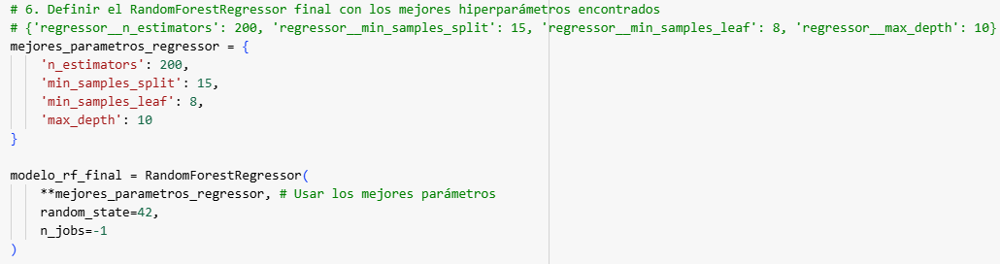 # 6. Definir el RandomForestRegressor final con los mejores hiperparámetros encontrados
# {'regressor__n_estimators': 200, 'regressor__min_samples_split': 15, 'regressor__min_samples_leaf': 8, 'regressor__max_depth': 10}
mejores_parametros_regressor = {
    'n_estimators': 200,
    'min_samples_split': 15,
    'min_samples_leaf': 8,
    'max_depth': 10
}
modelo_rf_final = RandomForestRegressor(
    **mejores_parametros_regressor, # Usar los mejores parámetros
    random_state=42,
    n_jobs=-1
)